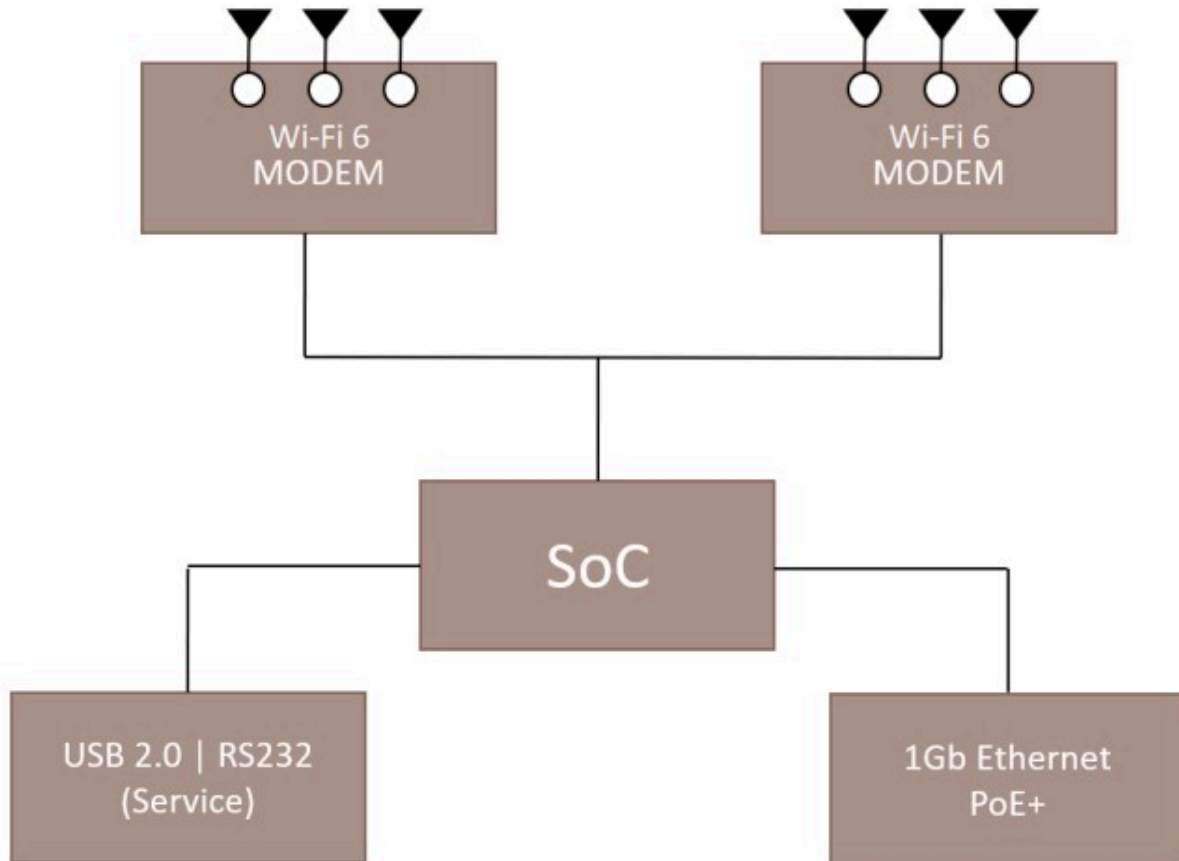 Wi-Fi 6
MODEM
Wi-Fi 6
MODEM
SoC
USB 2.0 | RS232
(Service)
1Gb Ethernet
PoE+